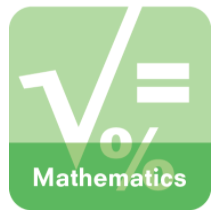 √=
%
Mathematics